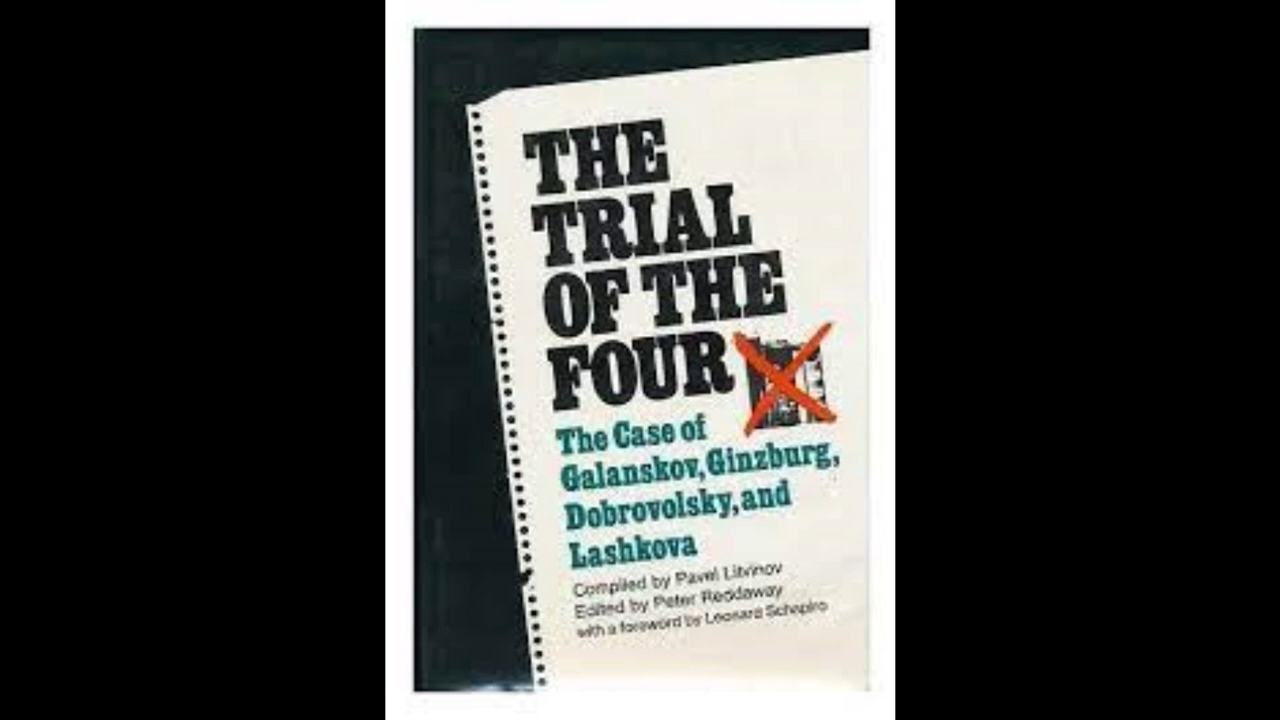 THE
TRIAL
OF THE
FOUR
The Case of
Galanskov, Ginzburg,
Dobrovolsky, and
Lashkova
Compiled by Pavel Litvinov
Edited by Peter Reddaway
with a foreword by Leonard Schapiro